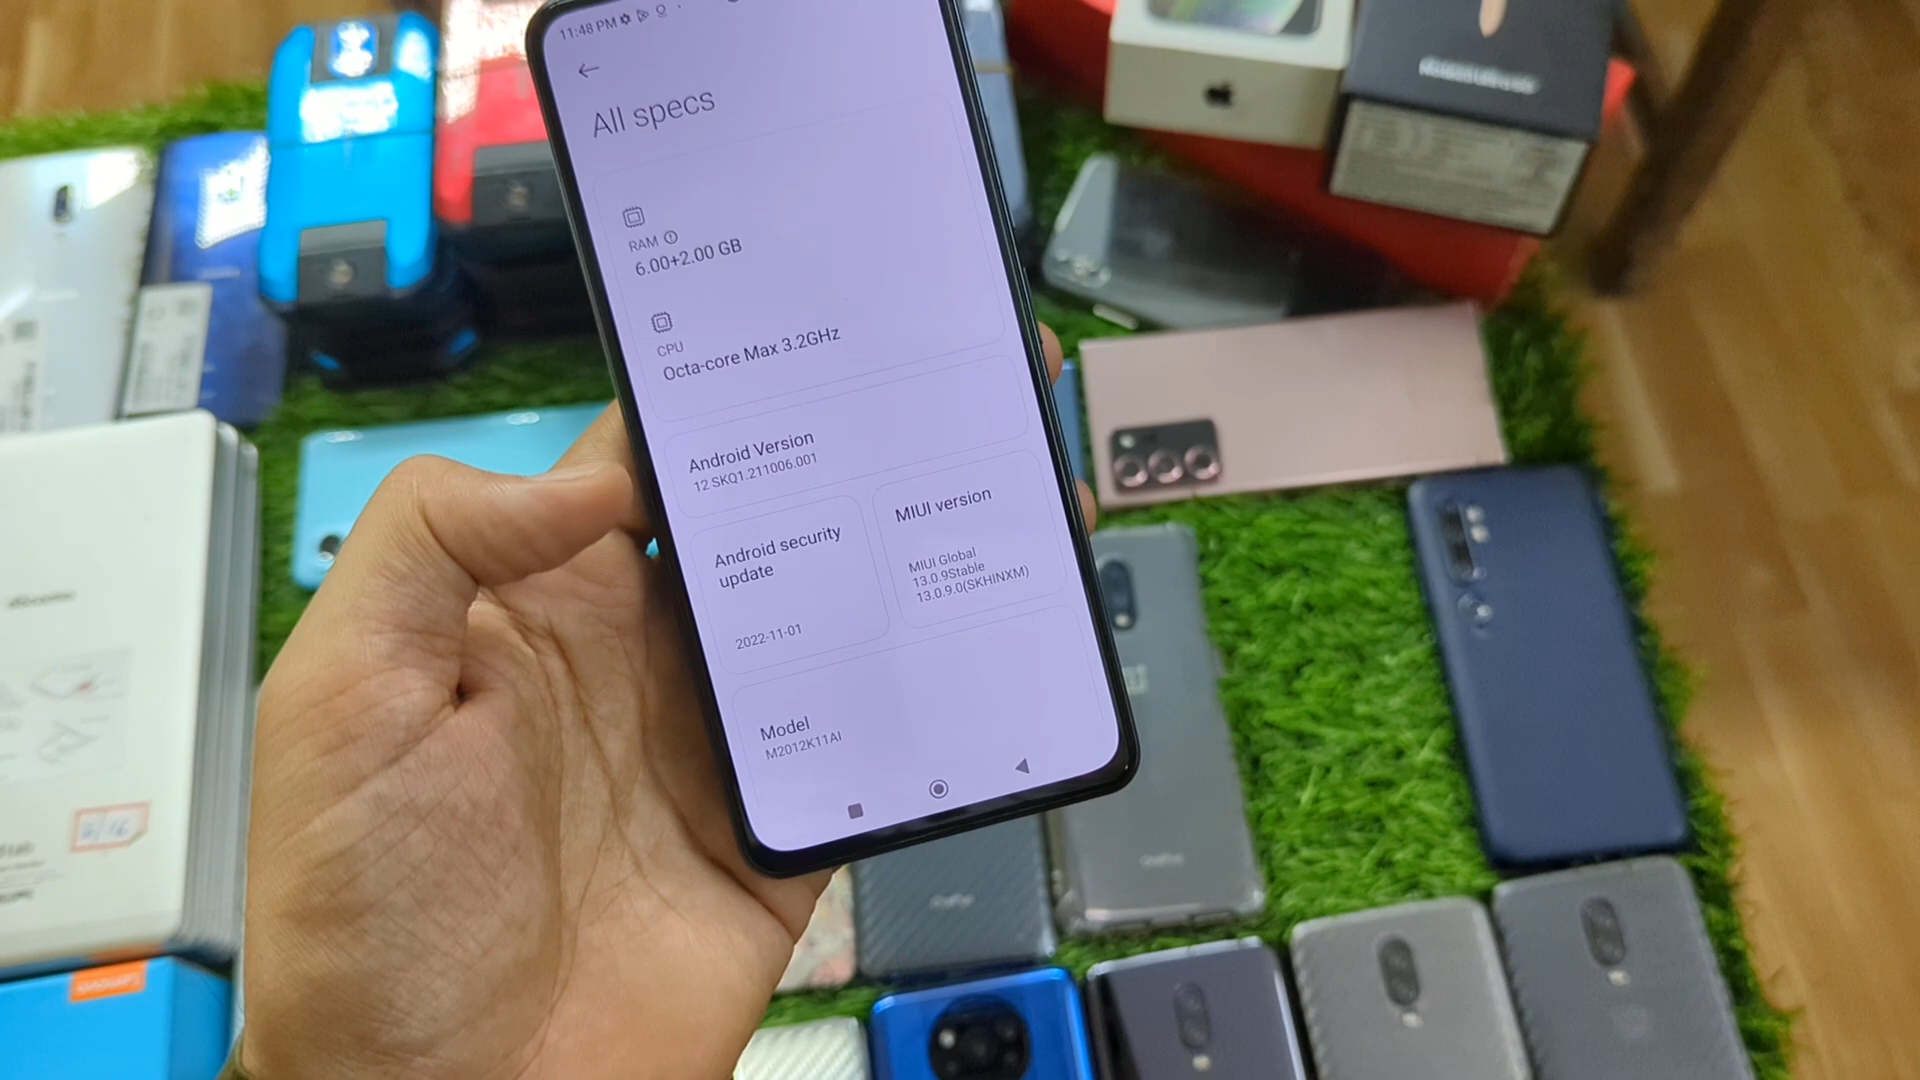 11:48 PM
All specs
RAM
6.00+2.00 GB
CPU
Octa-core Max 3.2GHz
Android Version
12 SKQ1.211006.001
Android security
update
2022-11-01
MIUI version
MIUI Global
13.0.9Stable
13.0.9.0(SKHINXM)
Model
M2012K11AI
Lenovo
OnePlus